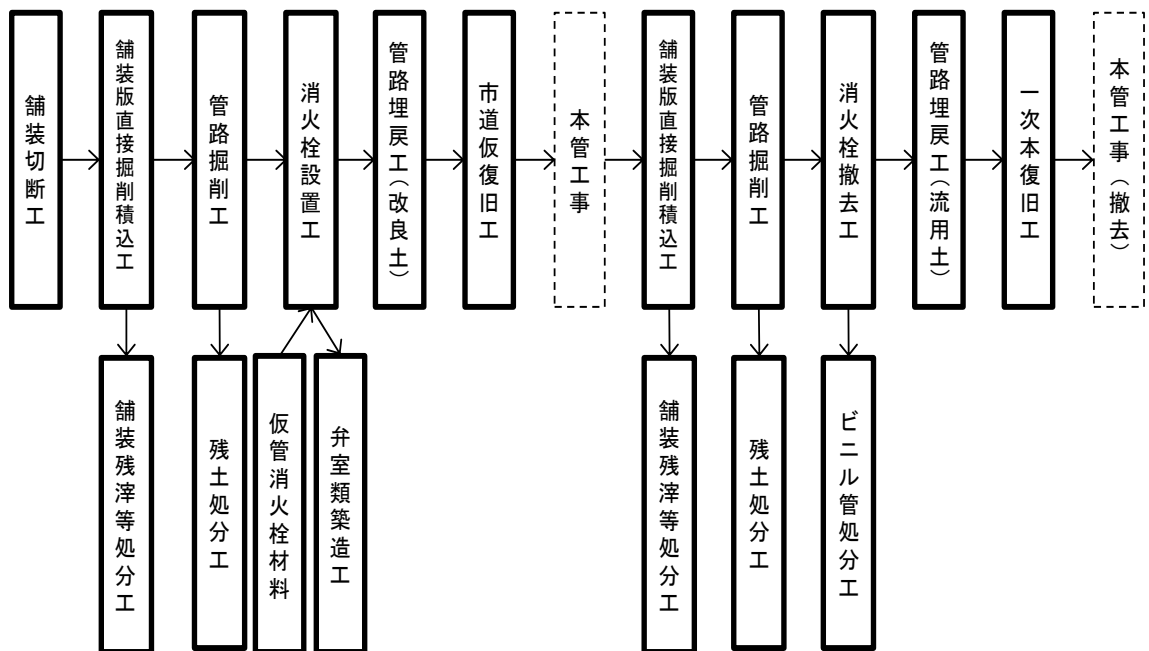 舗装切断工
舗装版直接掘削積込工
管路掘削工
消火栓設置工
管路埋戻工（改良土）
市道仮復旧工
本管工事
舗装版直接掘削積込工
管路掘削工
消火栓撤去工
管路埋戻工（流用土）
一次本復旧工
本管工事（撤去）
舗装残滓等処分工
残土処分工
仮管消火栓材料
弁室類築造工
舗装残滓等処分工
残土処分工
ビニル管処分工